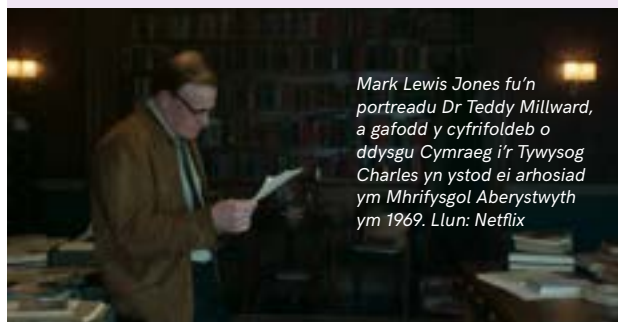 Mark Lewis Jones fu’n
portreadu Dr Teddy Millward,
a gafodd y cyfrifoldeb o
ddysgu Cymraeg i’r Tywysog
Charles yn ystod ei arhosiad
ym Mhrifysgol Aberystwyth
ym 1969. Llun: Netflix